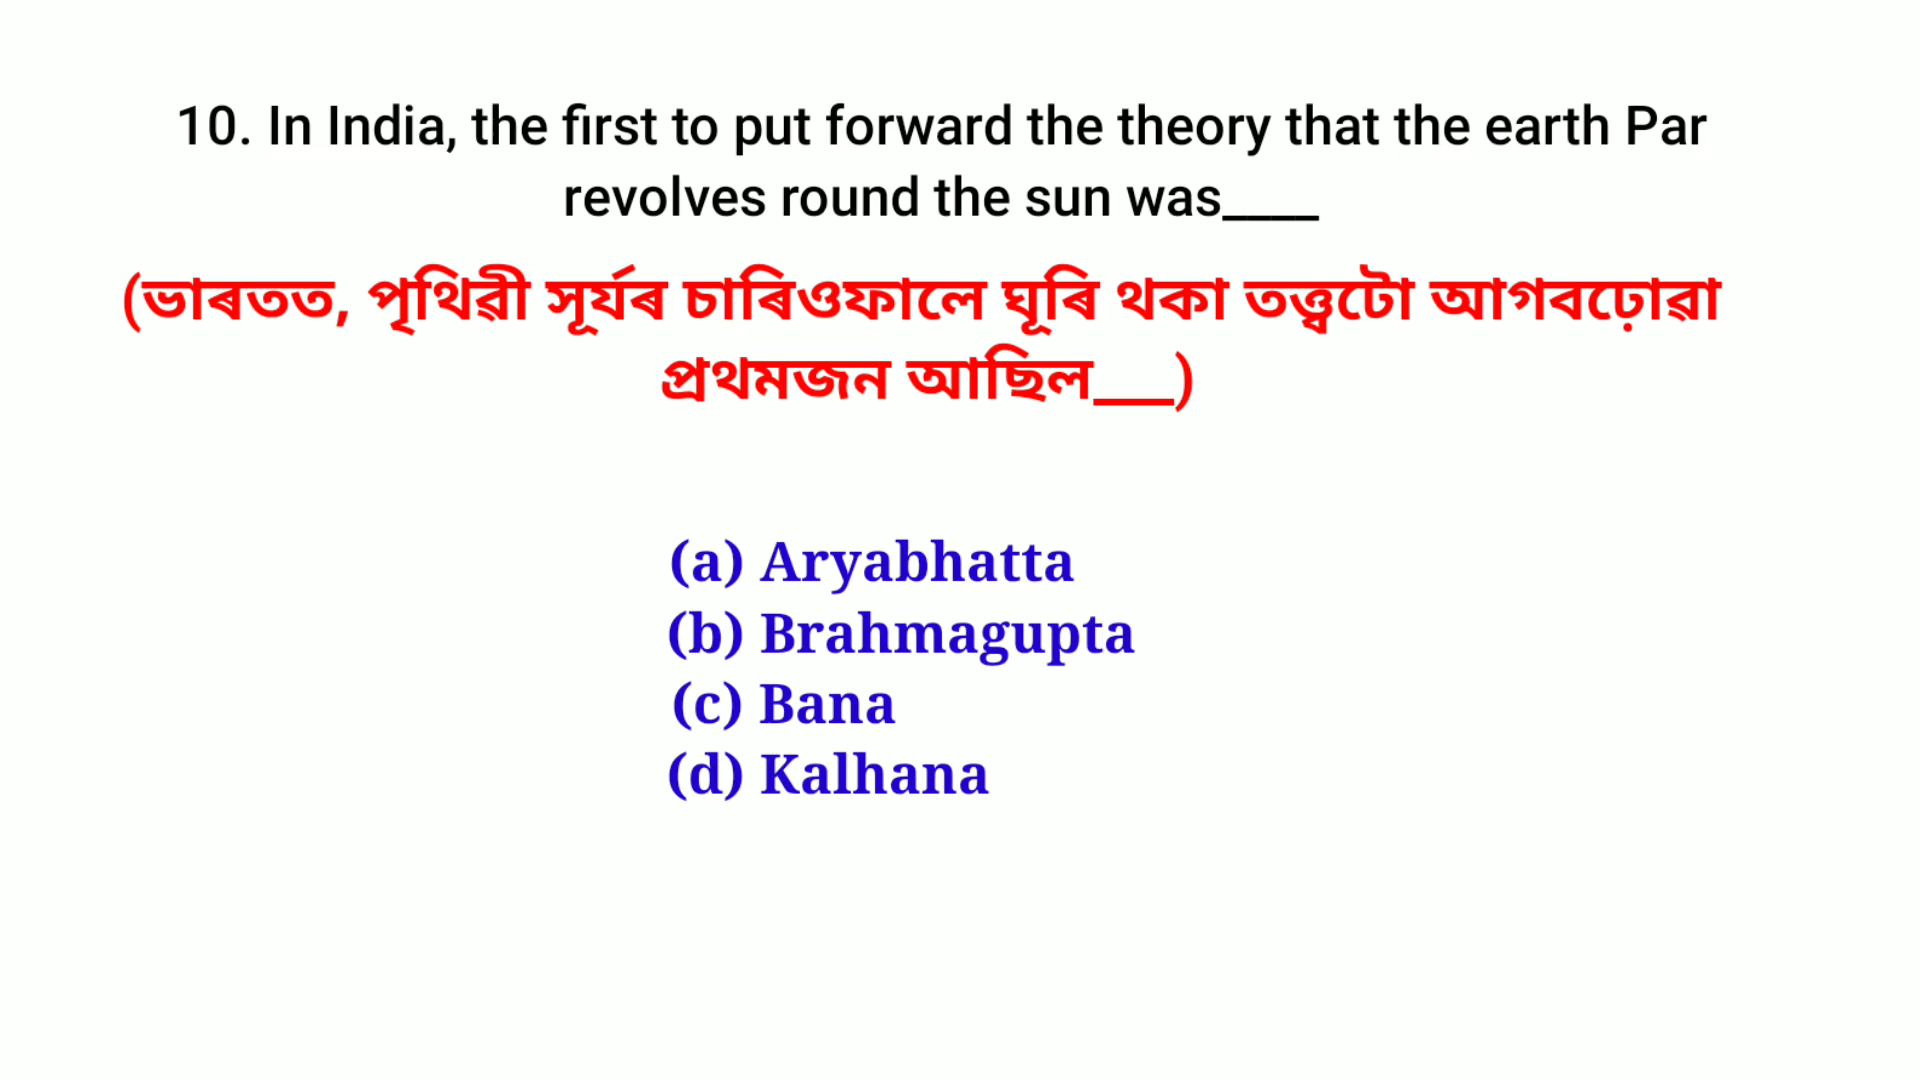 10. In India, the first to put forward the theory that the earth Par
revolves round the sun was____
(ভাৰতত, পৃথিৱী সূৰ্যৰ চাৰিওফালে ঘূৰি থকা তত্ত্বটো আগবঢ়োৱা
প্ৰথমজন আছিল___)
(a) Aryabhatta
(b) Brahmagupta
(c) Bana
(d) Kalhana